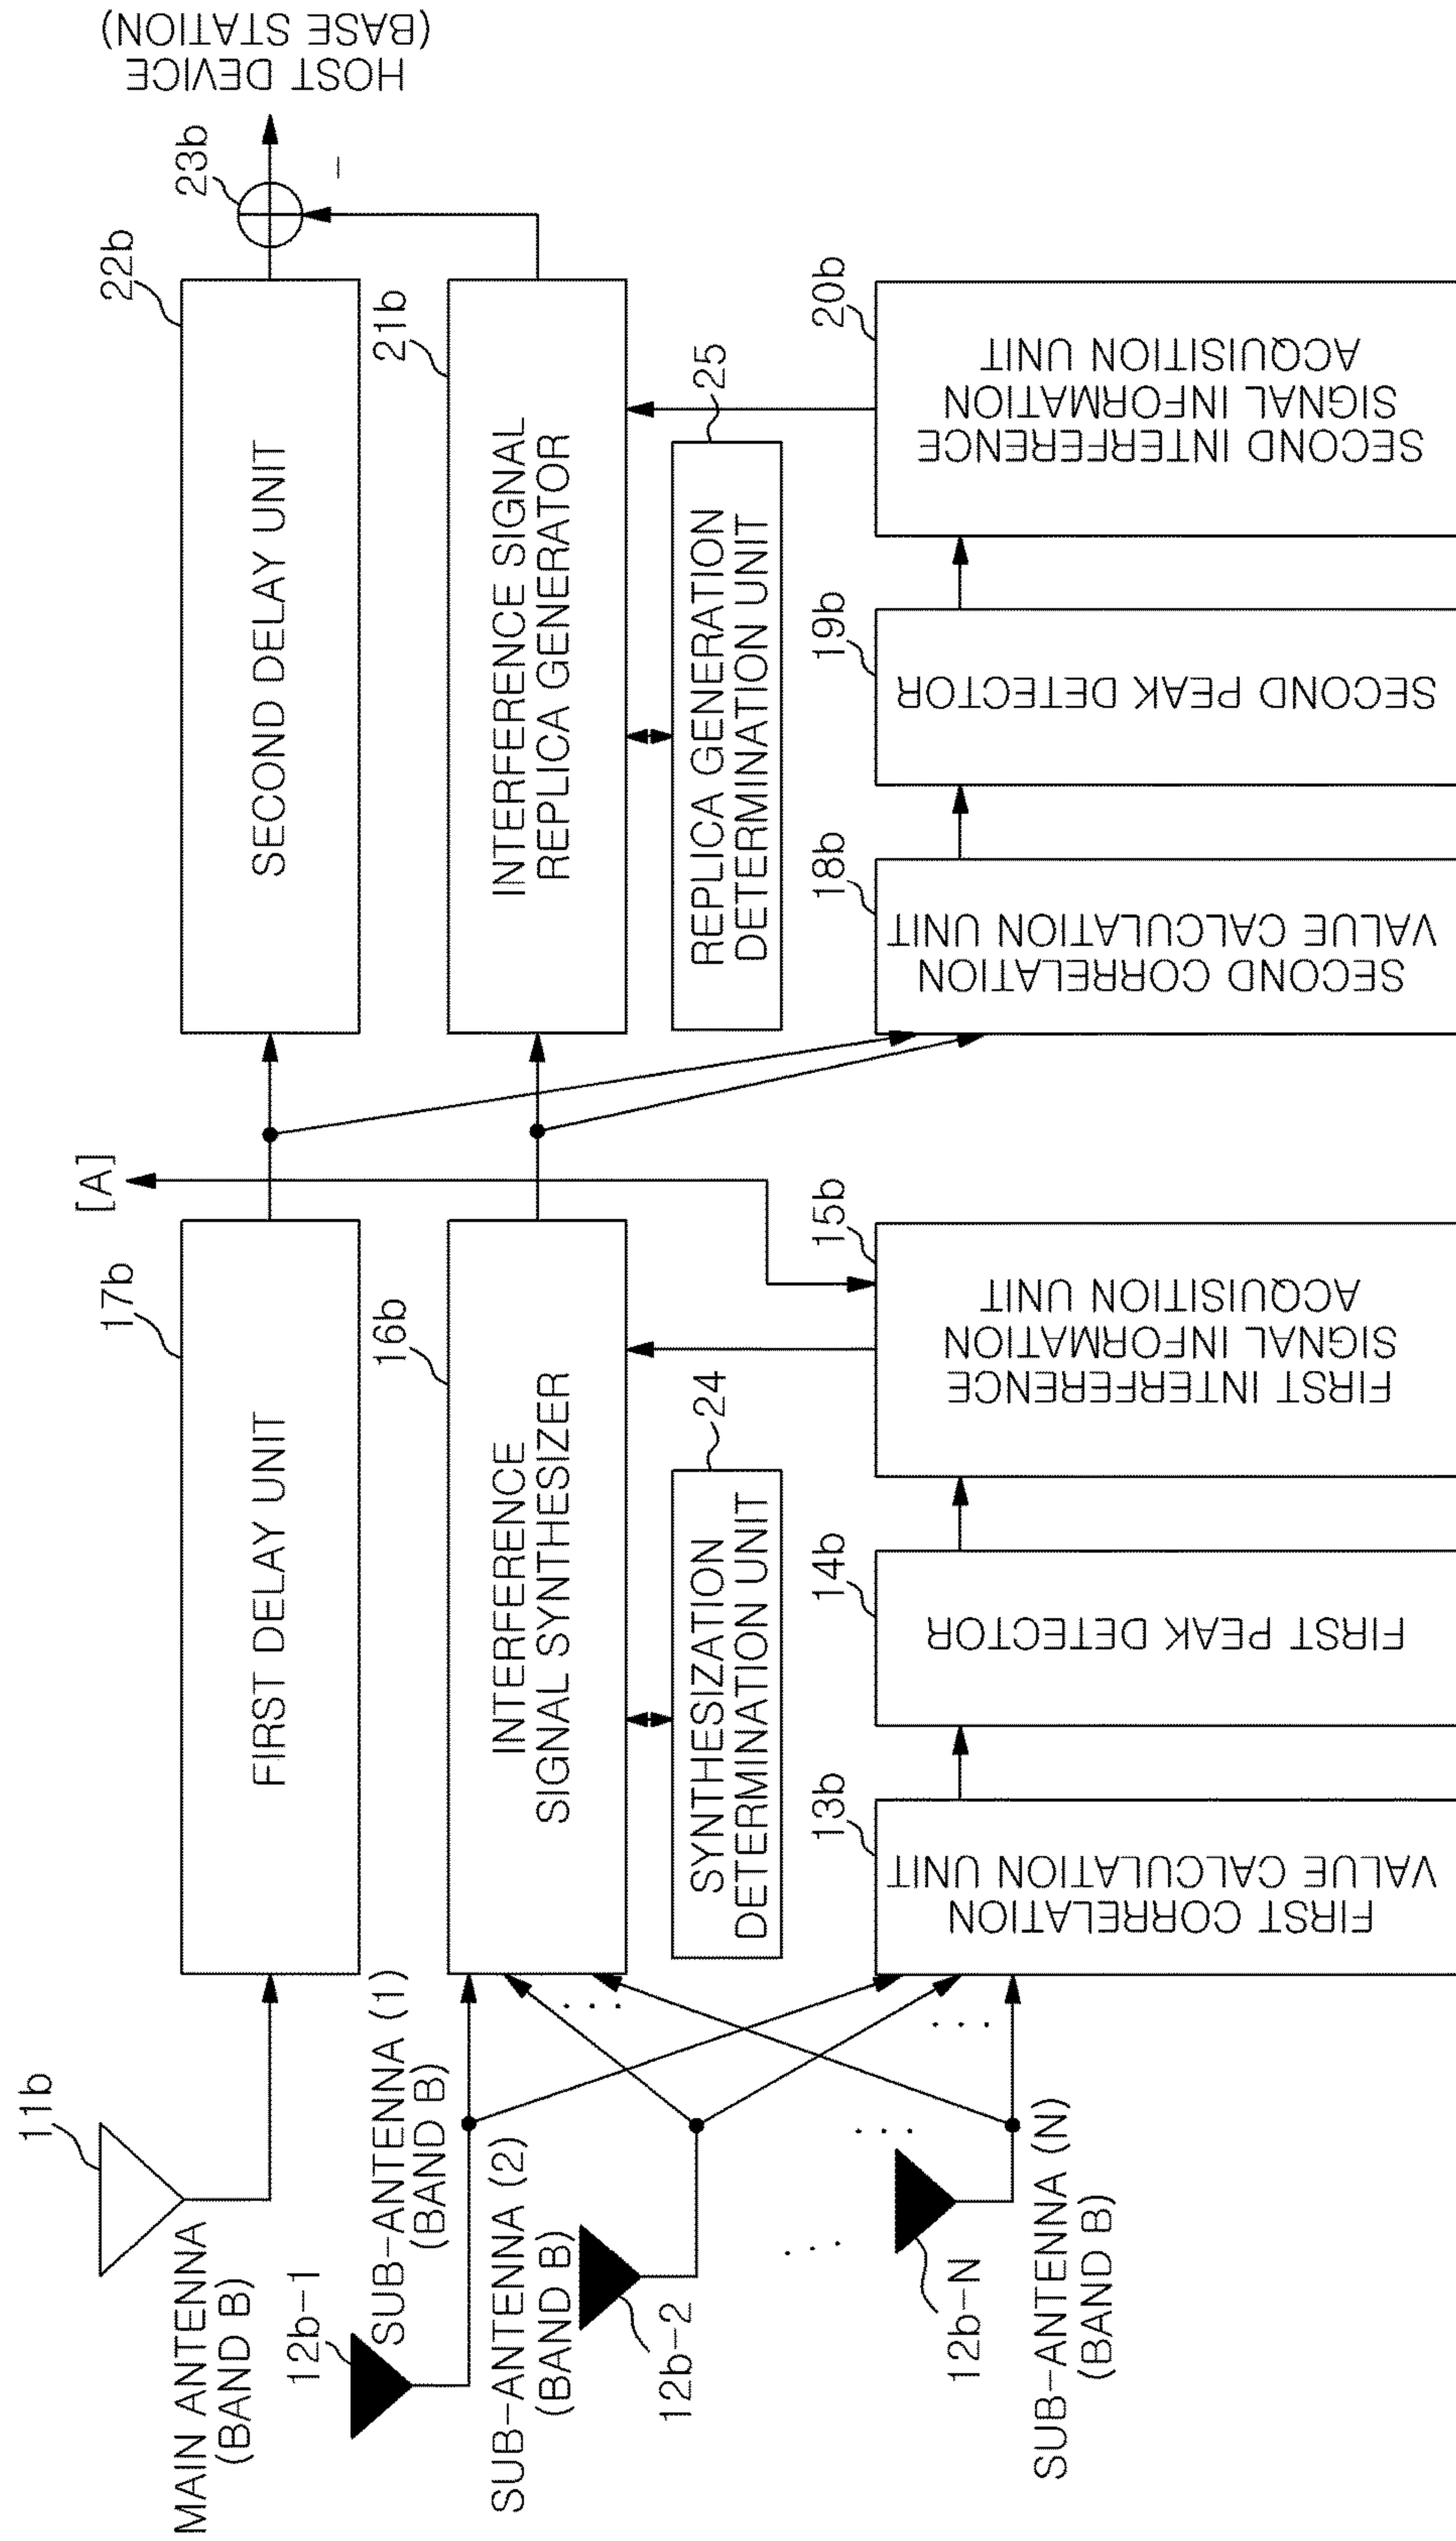 11b
MAIN ANTENNA
(BAND B)
17b
FIRST DELAY UNIT
[A]
22b
SECOND DELAY UNIT
23b
HOST DEVICE
(BASE STATION)
12b-1
SUB-ANTENNA (1)
(BAND B)
16b
INTERFERENCE
SIGNAL SYNTHESIZER
21b
INTERFERENCE SIGNAL
REPLICA GENERATOR
−
SUB-ANTENNA (2)
(BAND B)
12b-2
...
SYNTHESIZATION
DETERMINATION UNIT
24
REPLICA GENERATION
DETERMINATION UNIT
25
...
...
...
12b-N
SUB-ANTENNA (N)
(BAND B)
13b
FIRST CORRELATION
VALUE CALCULATION UNIT
14b
FIRST PEAK DETECTOR
15b
FIRST INTERFERENCE
SIGNAL INFORMATION
ACQUISITION UNIT
18b
SECOND CORRELATION
VALUE CALCULATION UNIT
19b
SECOND PEAK DETECTOR
20b
SECOND INTERFERENCE
SIGNAL INFORMATION
ACQUISITION UNIT